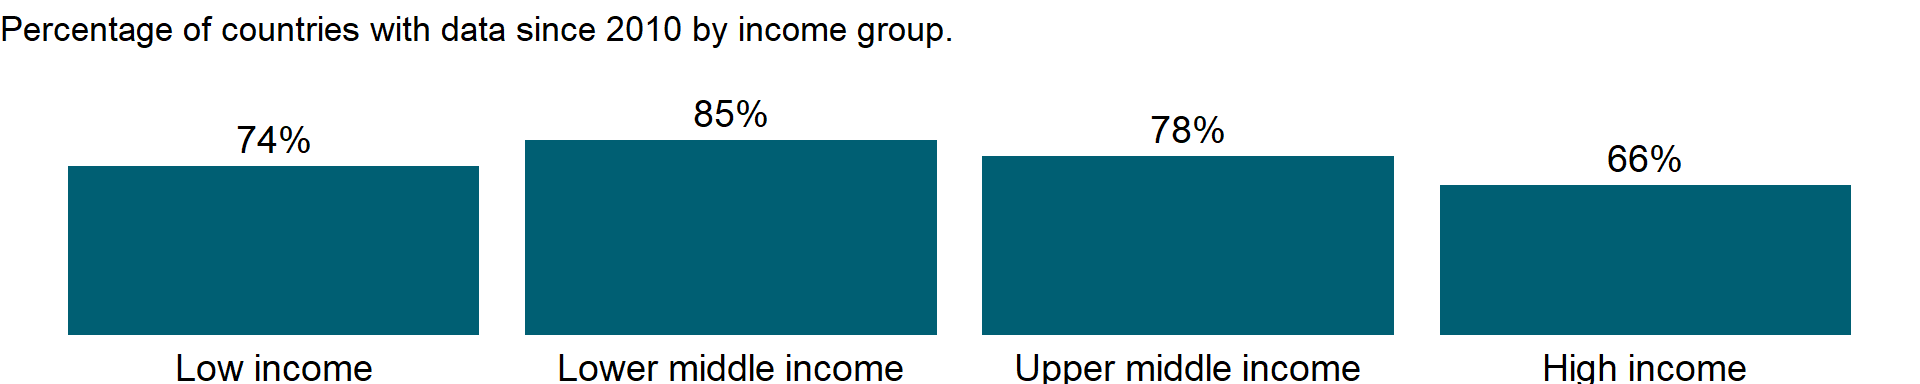 Percentage of countries with data since 2010 by income group.
74%
85%
78%
66%
Low income
Lower middle income
Upper middle income
High income